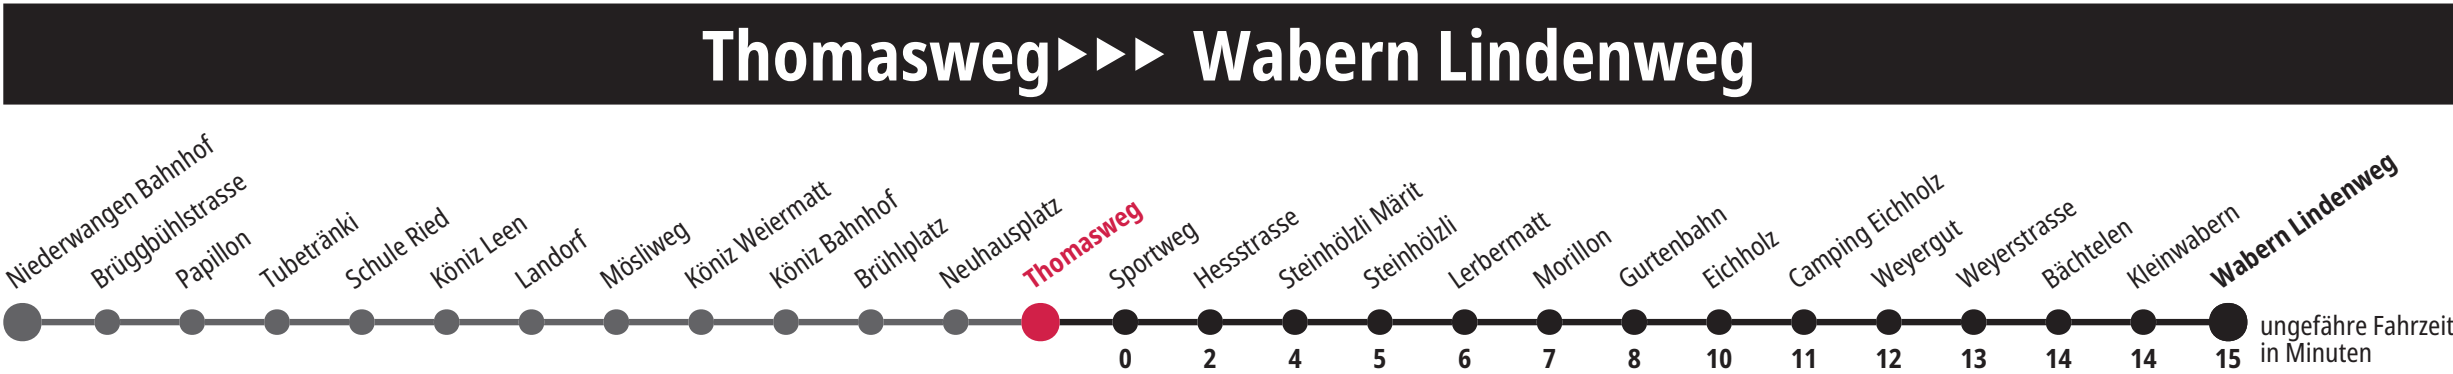 Thomasweg▶▶▶ Wabern Lindenweg
Niederwangen Bahnhof
Brüggbühlstrasse
Papillon
Tubetränki
Schule Ried
Köniz Leen
Landorf
Mösliweg
Köniz Weiermatt
Köniz Bahnhof
Brühlplatz
Neuhausplatz
Thomasweg
Sportweg
Hessstrasse
Steinhölzli Märit
Steinhölzli
Lerbermatt
Morillon
Gurtenbahn
Eichholz
Camping Eichholz
Weyergut
Weyerstrasse
Bächtelen
Kleinwabern
Wabern Lindenweg
0 2 4 5 6 7 8 10 11 12 13 14 14 15
ungefähre Fahrzeit
in Minuten